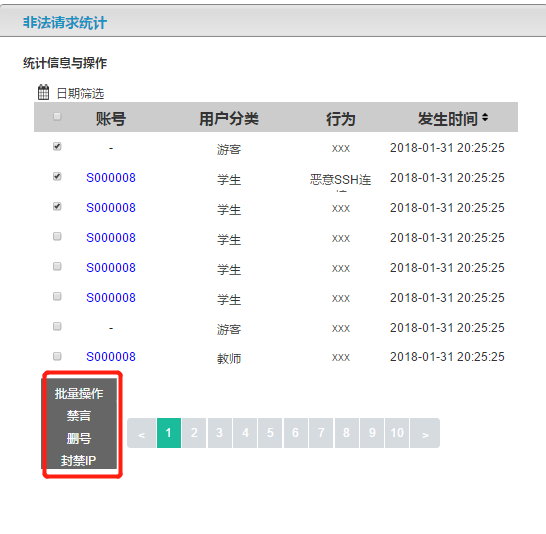 非法请求统计
统计信息与操作
日期筛选
账号 用户分类 行为 发生时间
- 游客 xxx 2018-01-31 20:25:25
S000008 学生 恶意SSH连 2018-01-31 20:25:25
S000008 学生 xxx 2018-01-31 20:25:25
S000008 学生 xxx 2018-01-31 20:25:25
S000008 学生 xxx 2018-01-31 20:25:25
S000008 学生 xxx 2018-01-31 20:25:25
- 游客 xxx 2018-01-31 20:25:25
S000008 教师 xxx 2018-01-31 20:25:25
批量操作
禁言
删号
封禁IP
< 1 2 3 4 5 6 7 8 9 10 >